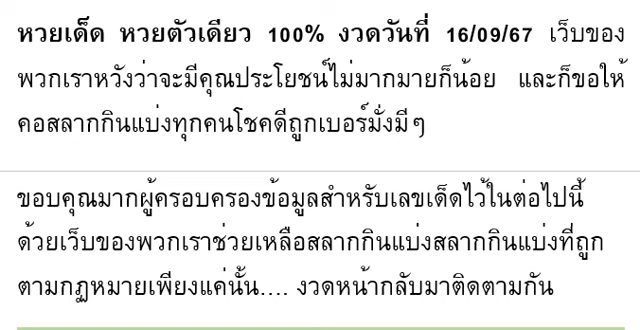 หวยเด็ด หวยตัวเดียว 100% งวดวันที่ 16/09/67 เว็บของ
พวกเราหวังว่าจะมีคุณประโยชน์ไม่มากมายก็น้อย และก็ขอให้
คอสลากกินแบ่งทุกคนโชคดีถูกเบอร์มั่งมีๆ
ขอบคุณมากผู้ครอบครองข้อมูลสำหรับเลขเด็ดไว้ในต่อไปนี้
ด้วยเว็บของพวกเราช่วยเหลือสลากกินแบ่งสลากกินแบ่งที่ถูก
ตามกฏหมายเพียงแค่นั้น.... งวดหน้ากลับมาติดตามกัน